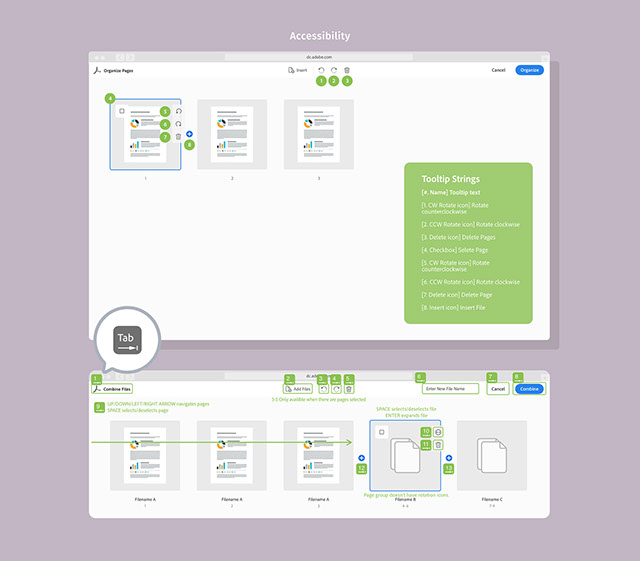 Accessibility
dc.adobe.com
Organize Pages
Insert
Cancel
Organize
1 2 3
4
5
6
7
8
1 2 3
Tooltip Strings
[#. Name] Tooltip text
[1. CW Rotate icon] Rotate
counterclockwise
[2. CCW Rotate icon] Rotate clockwise
[3. Delete icon] Delete Pages
[4. Checkbox] Selete Page
[5. CW Rotate icon] Rotate
counterclockwise
[6. CCW Rotate icon] Rotate clockwise
[7. Delete icon] Delete Page
[8. Insert icon] Insert File
Tab
1 2 3 4 5 6 7 8
dc.adobe.com
Combine Files
Add Files
Enter New File Name
Cancel
Combine
3-5 Only availble when there are pages selected
9
UP/DOWN/LEFT/RIGHT ARROW navigates pages
SPACE selects/deselects page
SPACE selects/deselects file
ENTER expands file
10
11
12
13
Page group doesn't have rotation icons.
Filename A Filename A Filename A Filename B Filename C
1 2 3